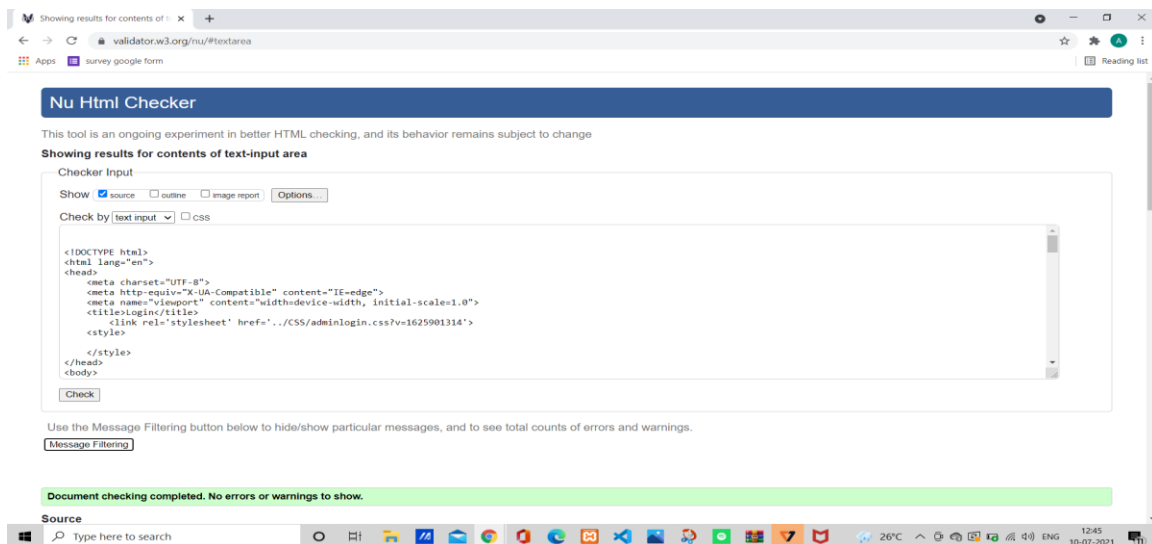 Showing results for contents of t
validator.w3.org/nu/#textarea
A
Apps survey google form
Reading list
Nu Html Checker
This tool is an ongoing experiment in better HTML checking, and its behavior remains subject to change
Showing results for contents of text-input area
Checker Input
Show source outline image report Options...
Check by text input css
<!DOCTYPE html>
<html lang="en">
<head>
<meta charset="UTF-8">
<meta http-equiv="X-UA-Compatible" content="IE=edge">
<meta name="viewport" content="width=device-width, initial-scale=1.0">
<title>Login</title>
<link rel='stylesheet' href='../CSS/adminlogin.css?v=1625901314'>
<style>
</style>
</head>
<body>
Check
Use the Message Filtering button below to hide/show particular messages, and to see total counts of errors and warnings.
Message Filtering
Document checking completed. No errors or warnings to show.
Source
Type here to search
26°C ENG 12:45
10-07-2021